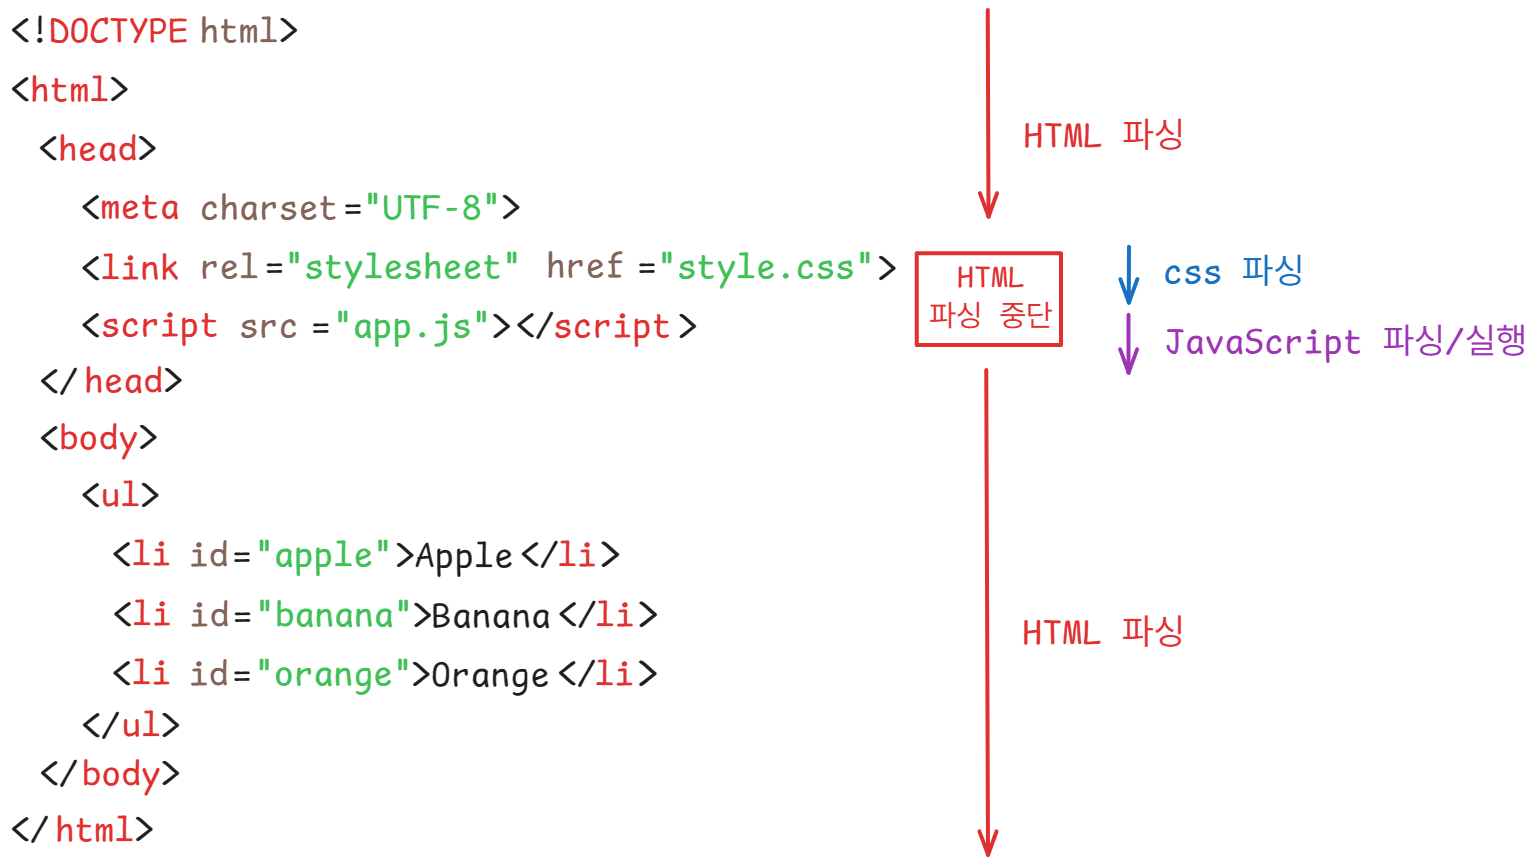 <!DOCTYPE html>
<html>
<head>
<meta charset="UTF-8">
<link rel="stylesheet" href="style.css">
<script src="app.js"></script>
</head>
<body>
<ul>
<li id="apple">Apple</li>
<li id="banana">Banana</li>
<li id="orange">Orange</li>
</ul>
</body>
</html>
HTML 파싱
HTML
파싱 중단
css 파싱
JavaScript 파싱/실행
HTML 파싱